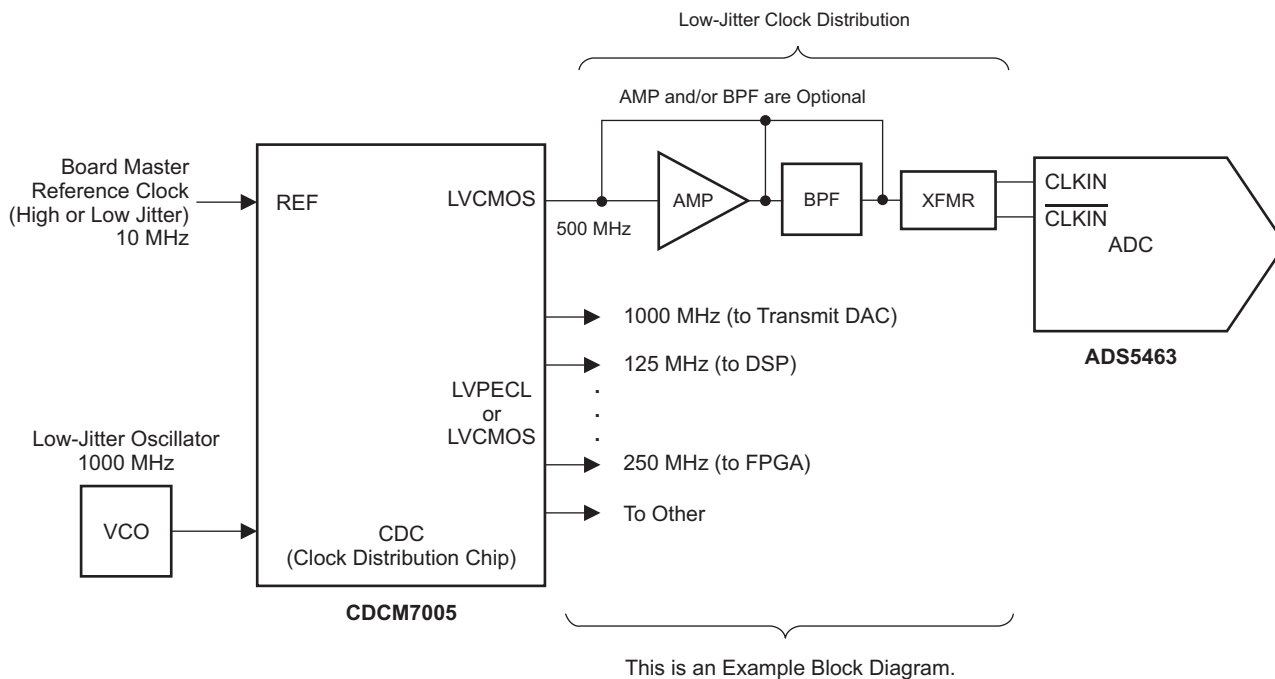 Low-Jitter Clock Distribution
AMP and/or BPF are Optional
Board Master
Reference Clock
(High or Low Jitter)
10 MHz
REF
LVCMOS
500 MHz
AMP
BPF
XFMR
CLKIN
CLKIN
ADC
ADS5463
1000 MHz (to Transmit DAC)
125 MHz (to DSP)
LVPECL
or
LVCMOS
250 MHz (to FPGA)
To Other
Low-Jitter Oscillator
1000 MHz
VCO
CDC
(Clock Distribution Chip)
CDCM7005
This is an Example Block Diagram.